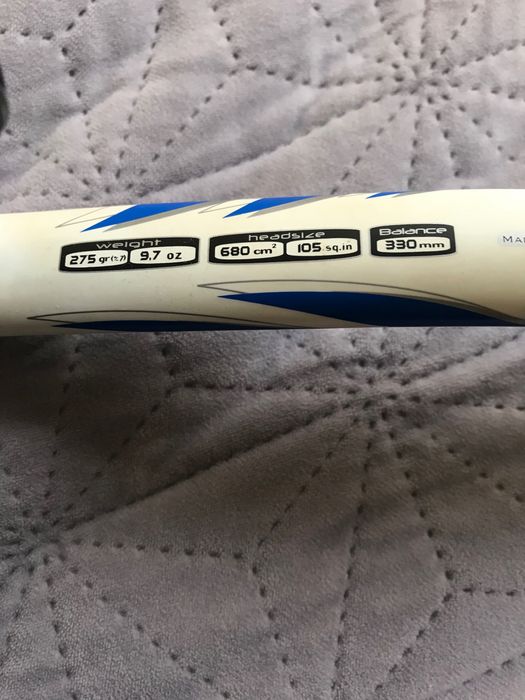 weight
275 gr(±7) 9.7 oz
headsize
680 cm² 105 sq.in
Balance
330 mm